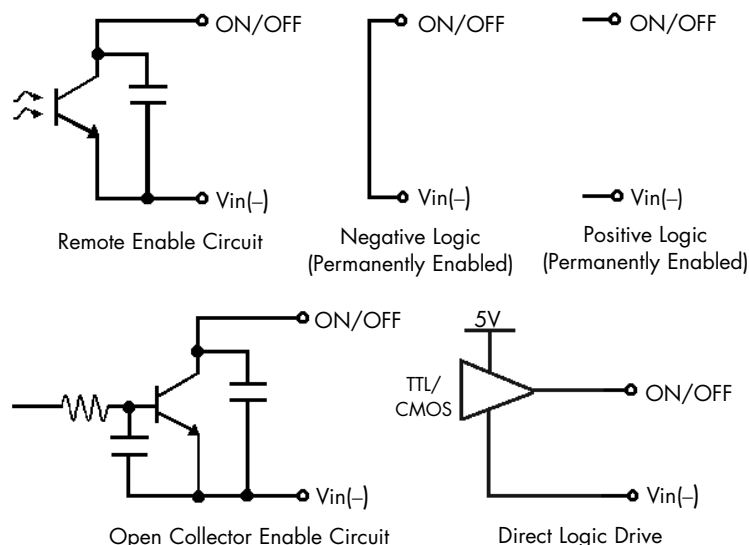 ON/OFF
Vin(–)
Remote Enable Circuit
ON/OFF
Vin(–)
Negative Logic
(Permanently Enabled)
ON/OFF
Vin(–)
Positive Logic
(Permanently Enabled)
ON/OFF
Vin(–)
Open Collector Enable Circuit
5V
TTL/
CMOS
ON/OFF
Vin(–)
Direct Logic Drive